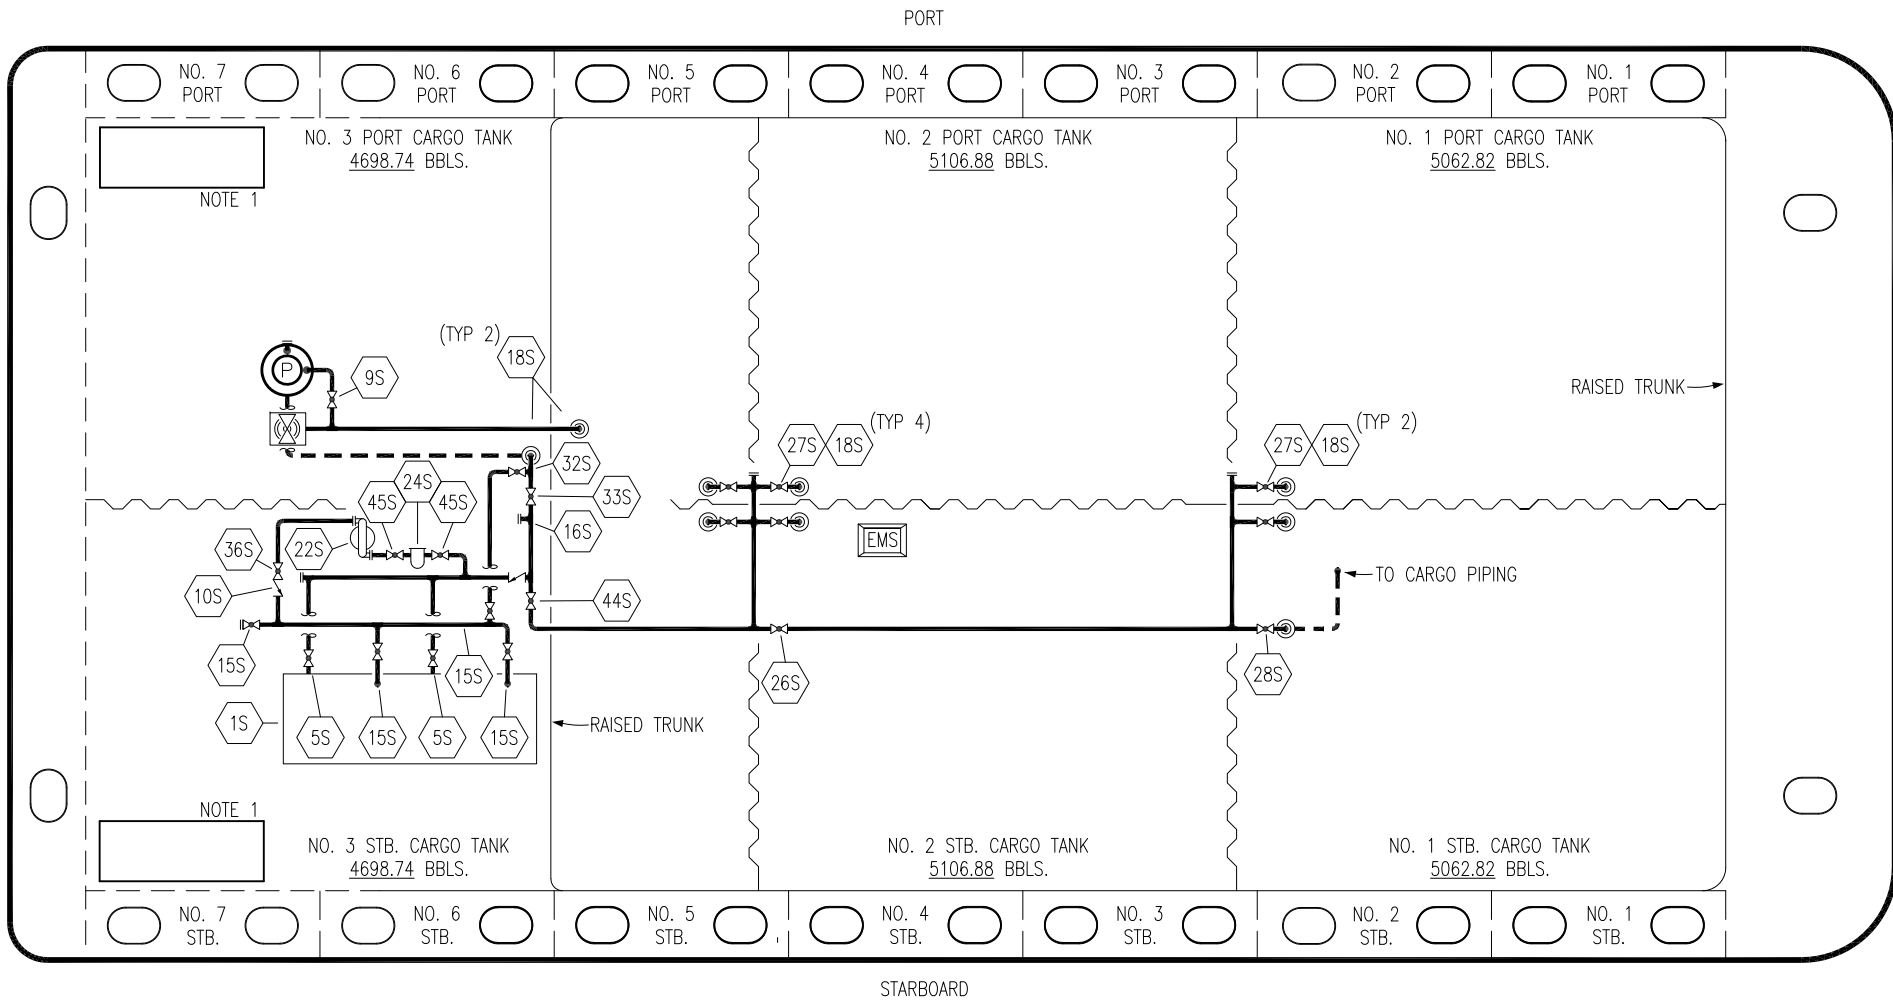 PORT
NO. 7
PORT
NO. 6
PORT
NO. 5
PORT
NO. 4
PORT
NO. 3
PORT
NO. 2
PORT
NO. 1
PORT
NO. 3 PORT CARGO TANK
4698.74 BBLS.
NO. 2 PORT CARGO TANK
5106.88 BBLS.
NO. 1 PORT CARGO TANK
5062.82 BBLS.
NOTE 1
(TYP 2)
18S
P
9S
RAISED TRUNK
27S
18S
(TYP 4)
27S
18S
(TYP 2)
32S
24S
45S
45S
33S
16S
36S
22S
EMS
10S
44S
TO CARGO PIPING
15S
15S
26S
28S
1S
5S
15S
5S
15S
RAISED TRUNK
NOTE 1
NO. 3 STB. CARGO TANK
4698.74 BBLS.
NO. 2 STB. CARGO TANK
5106.88 BBLS.
NO. 1 STB. CARGO TANK
5062.82 BBLS.
NO. 7
STB.
NO. 6
STB.
NO. 5
STB.
NO. 4
STB.
NO. 3
STB.
NO. 2
STB.
NO. 1
STB.
STARBOARD